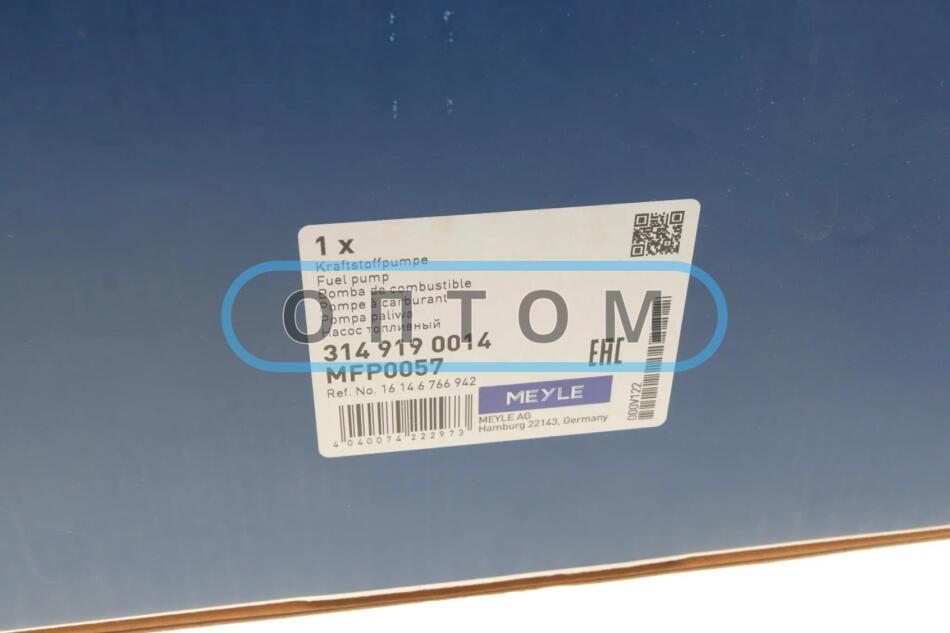 1 x
Kraftstoffpumpe
Fuel pump
Bomba de combustible
Pompe à carburant
Pompa paliwa
Насос топливный
ОПТОМ
314 919 0014
MFP0057
Ref. No. 16 14 6 766 942
EAC
MEYLE
MEYLE AG
Hamburg 22143, Germany
4 040074 222973
000V122